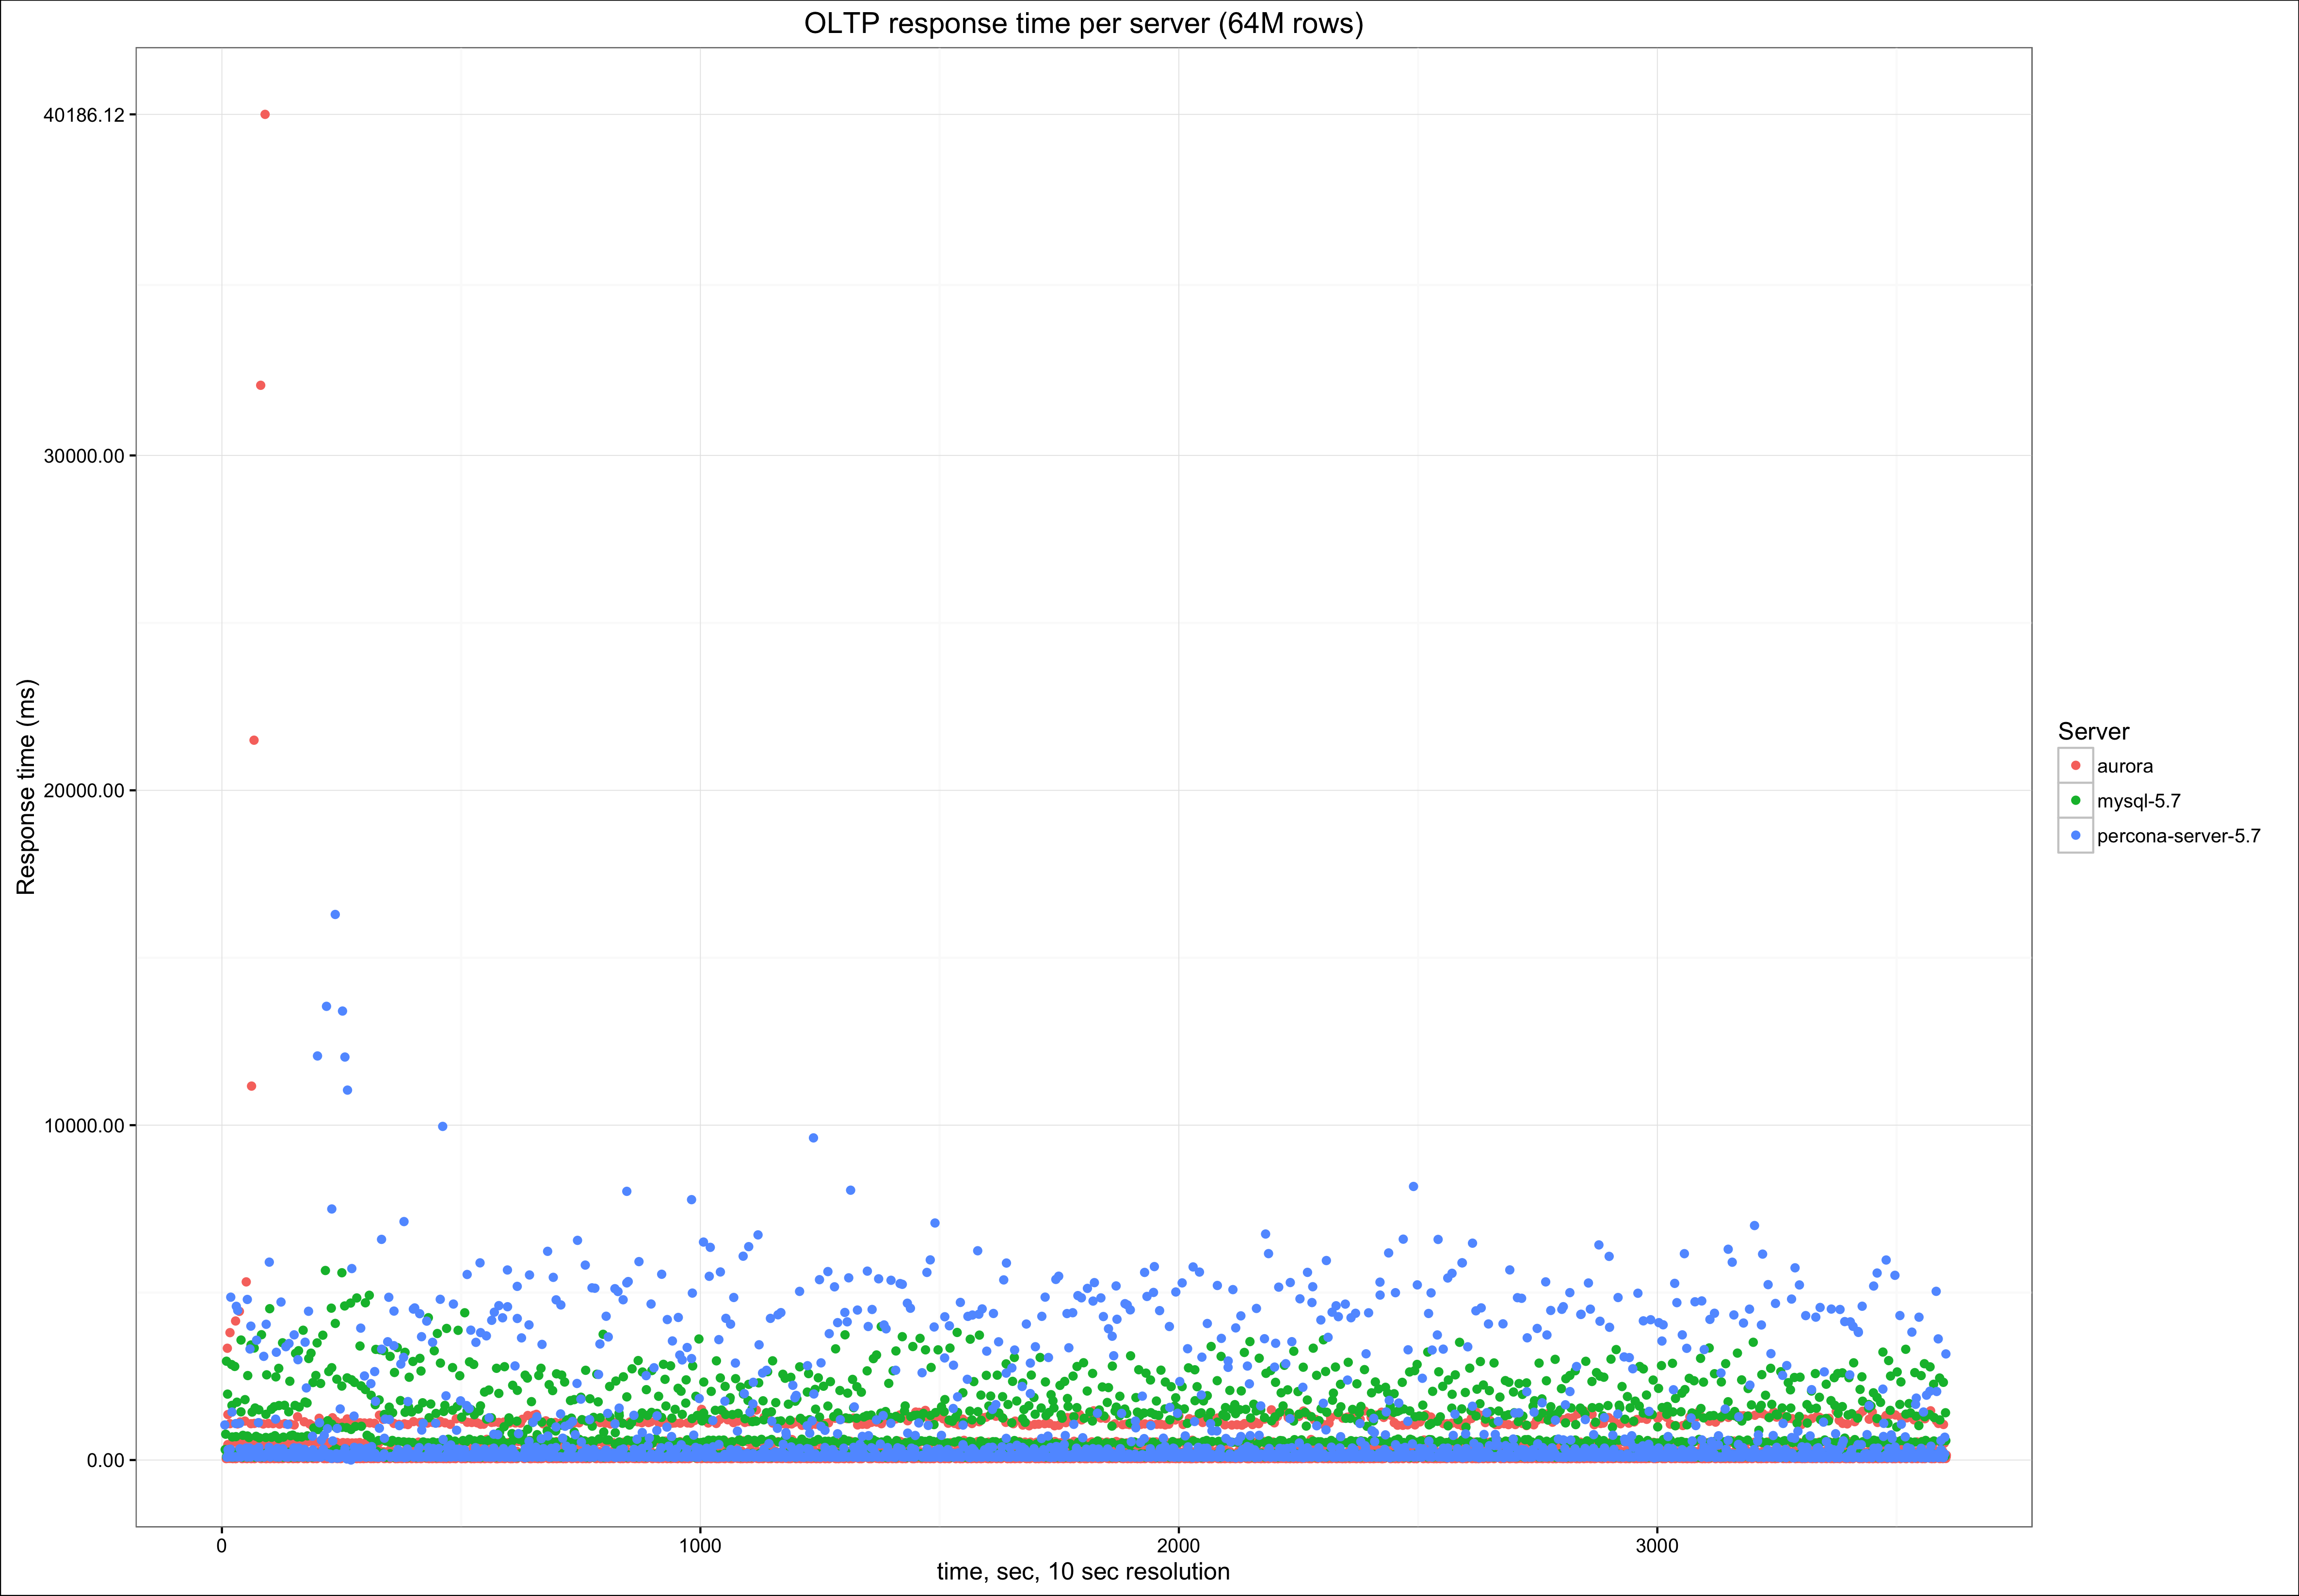 OLTP response time per server (64M rows)
Response time (ms)
40186.12
30000.00
20000.00
10000.00
0.00
0 1000 2000 3000
time, sec, 10 sec resolution
Server
aurora
mysql-5.7
percona-server-5.7